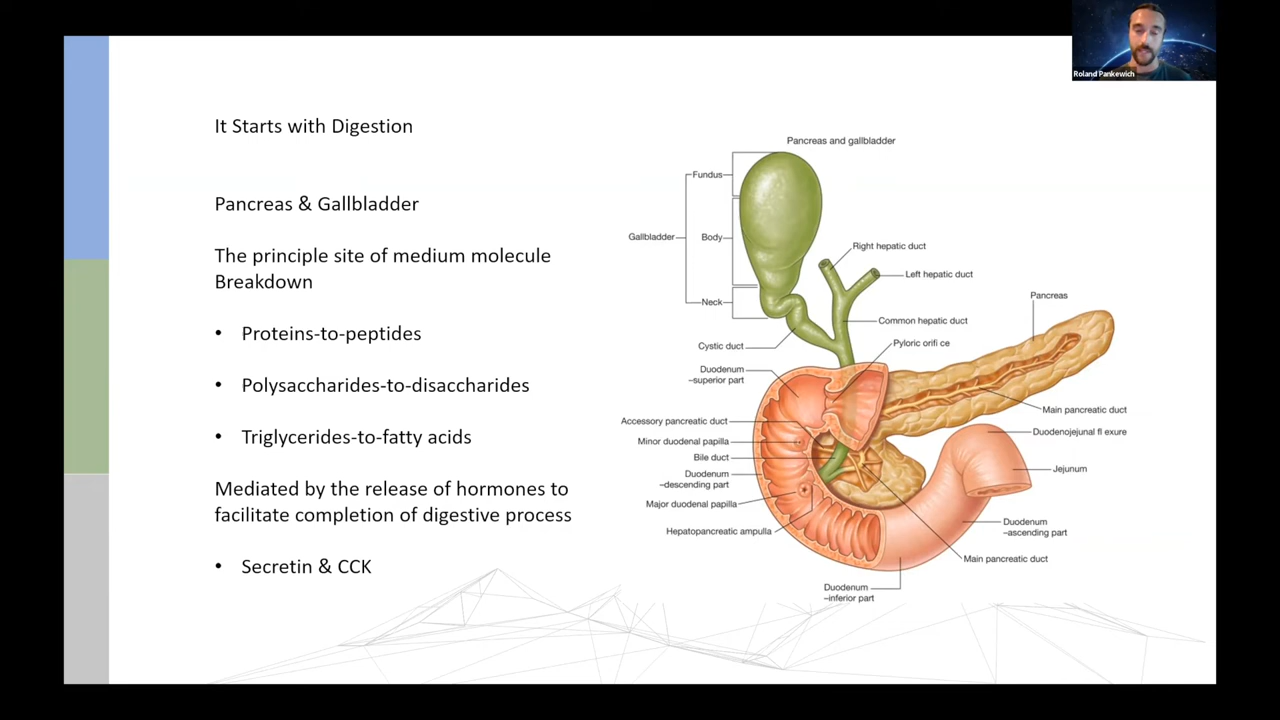 Roland Pankewich
It Starts with Digestion
Pancreas & Gallbladder
The principle site of medium molecule
Breakdown
• Proteins-to-peptides
• Polysaccharides-to-disaccharides
• Triglycerides-to-fatty acids
Mediated by the release of hormones to
facilitate completion of digestive process
• Secretin & CCK
Pancreas and gallbladder
Fundus
Gallbladder
Body
Neck
Right hepatic duct
Left hepatic duct
Common hepatic duct
Cystic duct
Pyloric orifi ce
Pancreas
Duodenum
–superior part
Accessory pancreatic duct
Minor duodenal papilla
Bile duct
Duodenum
–descending part
Major duodenal papilla
Hepatopancreatic ampulla
Main pancreatic duct
Duodenojejunal fl exure
Jejunum
Duodenum
–ascending part
Main pancreatic duct
Duodenum
–inferior part